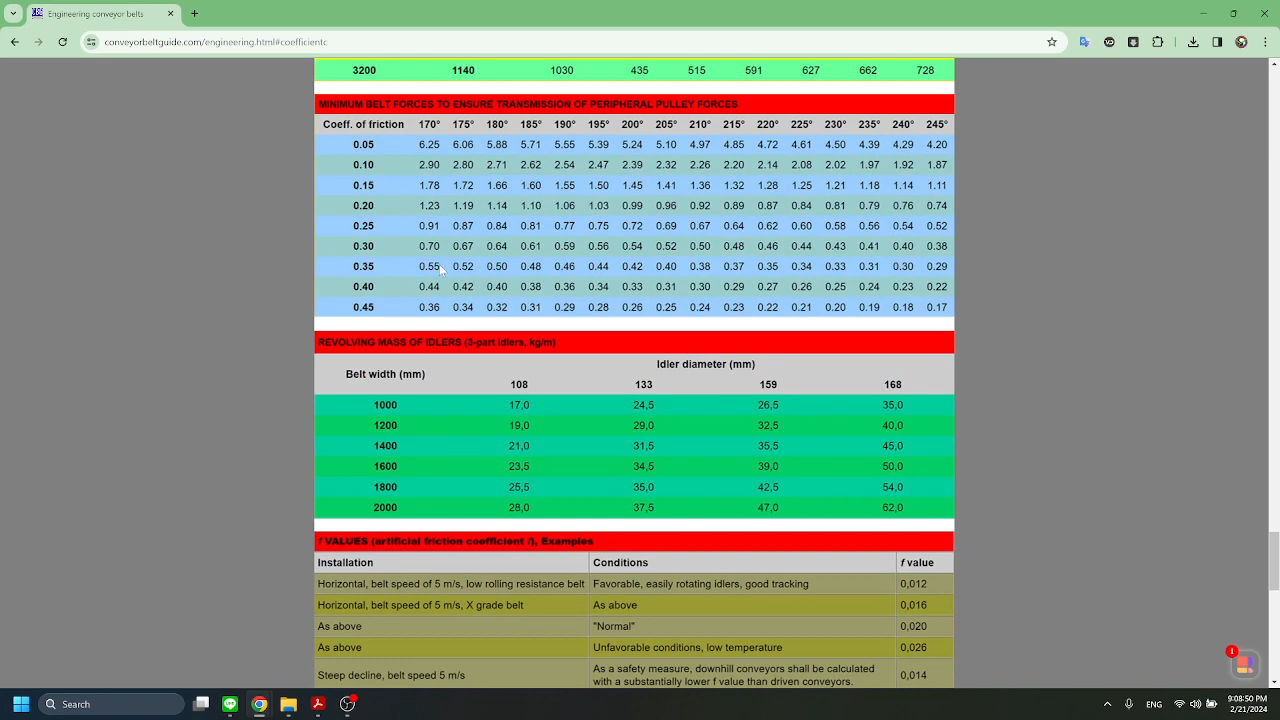 Belts Pulley Engineering
conveyorbeltguide.com/engineering.html#coefficients
3200 1140 1030 435 515 591 627 662 728
MINIMUM BELT FORCES TO ENSURE TRANSMISSION OF PERIPHERAL PULLEY FORCES
Coeff. of friction 170° 175° 180° 185° 190° 195° 200° 205° 210° 215° 220° 225° 230° 235° 240° 245°
0.05 6.25 6.06 5.88 5.71 5.55 5.39 5.24 5.10 4.97 4.85 4.72 4.61 4.50 4.39 4.29 4.20
0.10 2.90 2.80 2.71 2.62 2.54 2.47 2.39 2.32 2.26 2.20 2.14 2.08 2.02 1.97 1.92 1.87
0.15 1.78 1.72 1.66 1.60 1.55 1.50 1.45 1.41 1.36 1.32 1.28 1.25 1.21 1.18 1.14 1.11
0.20 1.23 1.19 1.14 1.10 1.06 1.03 0.99 0.96 0.92 0.89 0.87 0.84 0.81 0.79 0.76 0.74
0.25 0.91 0.87 0.84 0.81 0.77 0.75 0.72 0.69 0.67 0.64 0.62 0.60 0.58 0.56 0.54 0.52
0.30 0.70 0.67 0.64 0.61 0.59 0.56 0.54 0.52 0.50 0.48 0.46 0.44 0.43 0.41 0.40 0.38
0.35 0.55 0.52 0.50 0.48 0.46 0.44 0.42 0.40 0.38 0.37 0.35 0.34 0.33 0.31 0.30 0.29
0.40 0.44 0.42 0.40 0.38 0.36 0.34 0.33 0.31 0.30 0.29 0.27 0.26 0.25 0.24 0.23 0.22
0.45 0.36 0.34 0.32 0.31 0.29 0.28 0.26 0.25 0.24 0.23 0.22 0.21 0.20 0.19 0.18 0.17
REVOLVING MASS OF IDLERS (3-part idlers, kg/m)
Belt width (mm) Idler diameter (mm)
108 133 159 168
1000 17,0 24,5 26,5 35,0
1200 19,0 29,0 32,5 40,0
1400 21,0 31,5 35,5 45,0
1600 23,5 34,5 39,0 50,0
1800 25,5 35,0 42,5 54,0
2000 28,0 37,5 47,0 62,0
f VALUES (artificial friction coefficient f), Examples
Installation Conditions f value
Horizontal, belt speed of 5 m/s, low rolling resistance belt Favorable, easily rotating idlers, good tracking 0,012
Horizontal, belt speed of 5 m/s, X grade belt As above 0,016
As above "Normal" 0,020
As above Unfavorable conditions, low temperature 0,026
Steep decline, belt speed 5 m/s As a safety measure, downhill conveyors shall be calculated with a substantially lower f value than driven conveyors. 0,014
1
Search
LINE
9:08:50 PM
2/21/2024